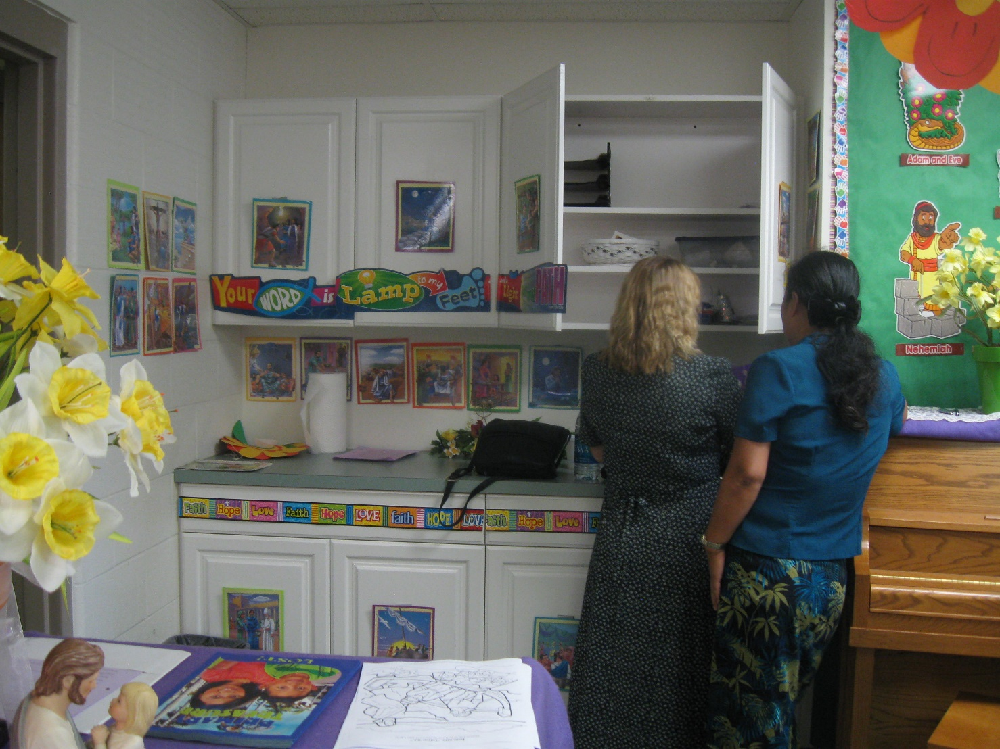 Your WORD is a Lamp to my Feet
Light
PATH
Adam and Eve
Nehemiah
Faith Hope Love Faith Hope LOVE faith HOPE LOVE Faith Hope Love F
LOST!
TREASURE